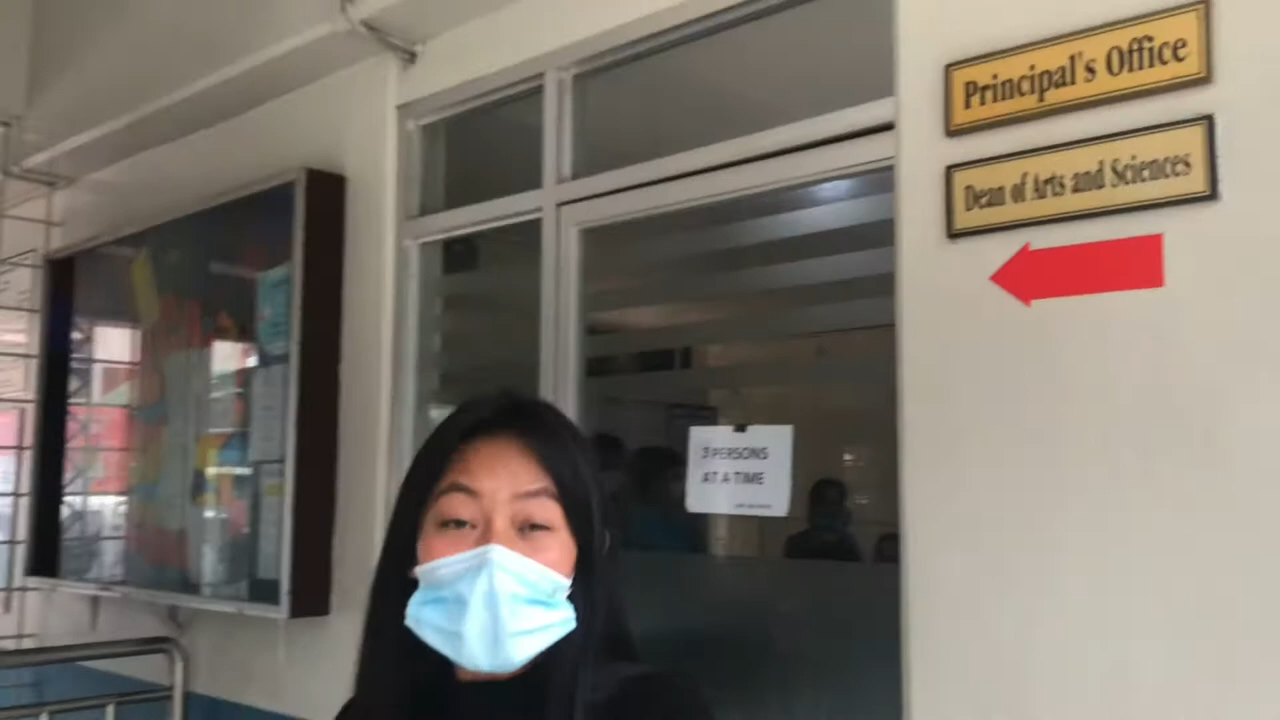 Principal's Office
Dean of Arts and Sciences
3 PERSONS
AT A TIME